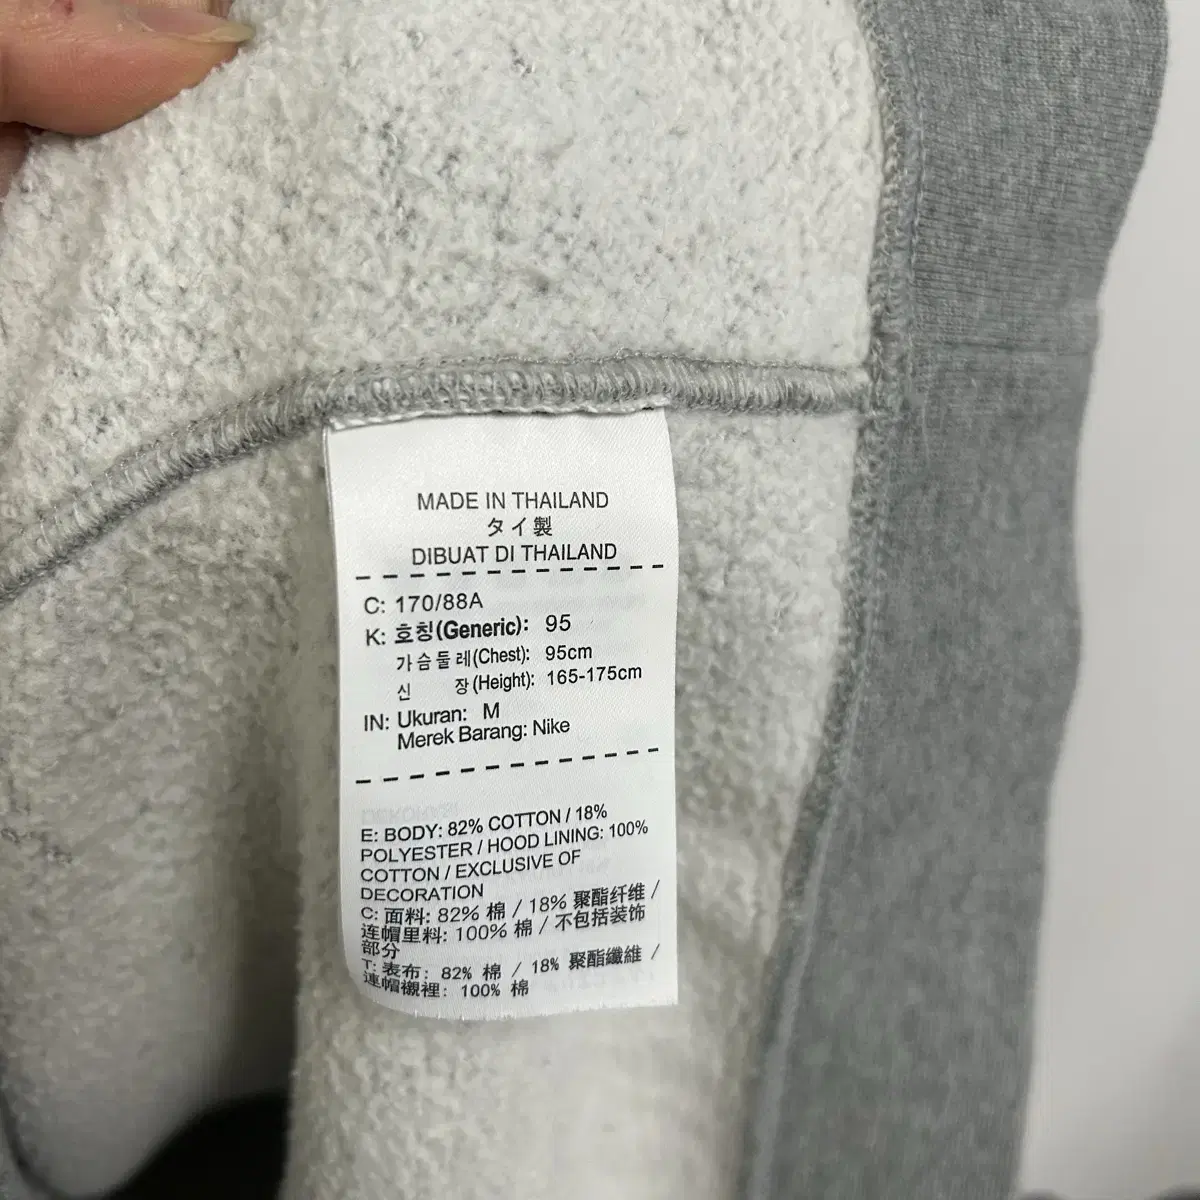 MADE IN THAILAND
タイ製
DIBUAT DI THAILAND
C: 170/88A
K: 호칭(Generic): 95
가슴둘레(Chest): 95cm
신 장(Height): 165-175cm
IN: Ukuran: M
Merek Barang: Nike
E: BODY: 82% COTTON / 18%
POLYESTER / HOOD LINING: 100%
COTTON / EXCLUSIVE OF
DECORATION
C: 面料: 82% 棉 / 18% 聚酯纤维 /
连帽里料: 100% 棉 / 不包括装饰
部分
T: 表布: 82% 棉 / 18% 聚酯纖維 /
連帽襯裡: 100% 棉